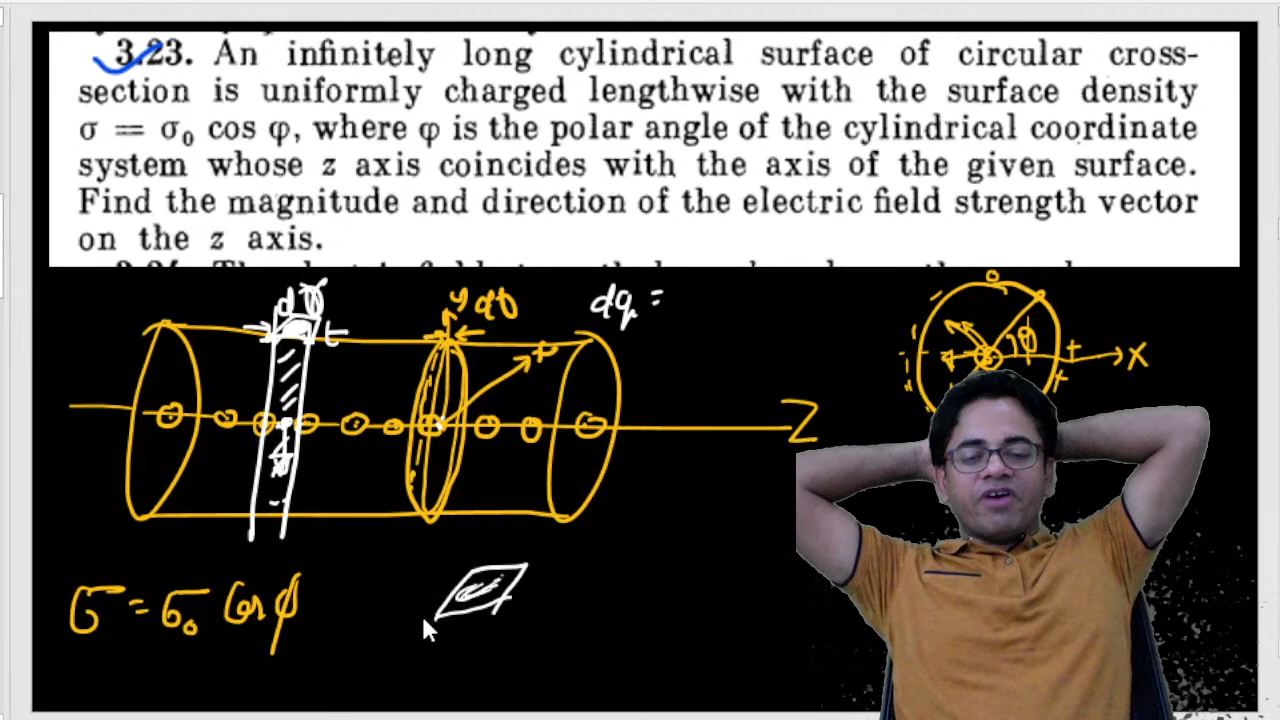 3.23. An infinitely long cylindrical surface of circular cross-
section is uniformly charged lengthwise with the surface density
σ = σ₀ cos φ, where φ is the polar angle of the cylindrical coordinate
system whose z axis coincides with the axis of the given surface.
Find the magnitude and direction of the electric field strength vector
on the z axis.
dq =
y
r
φ
+
X
+
Z
σ = σ₀ Cos φ